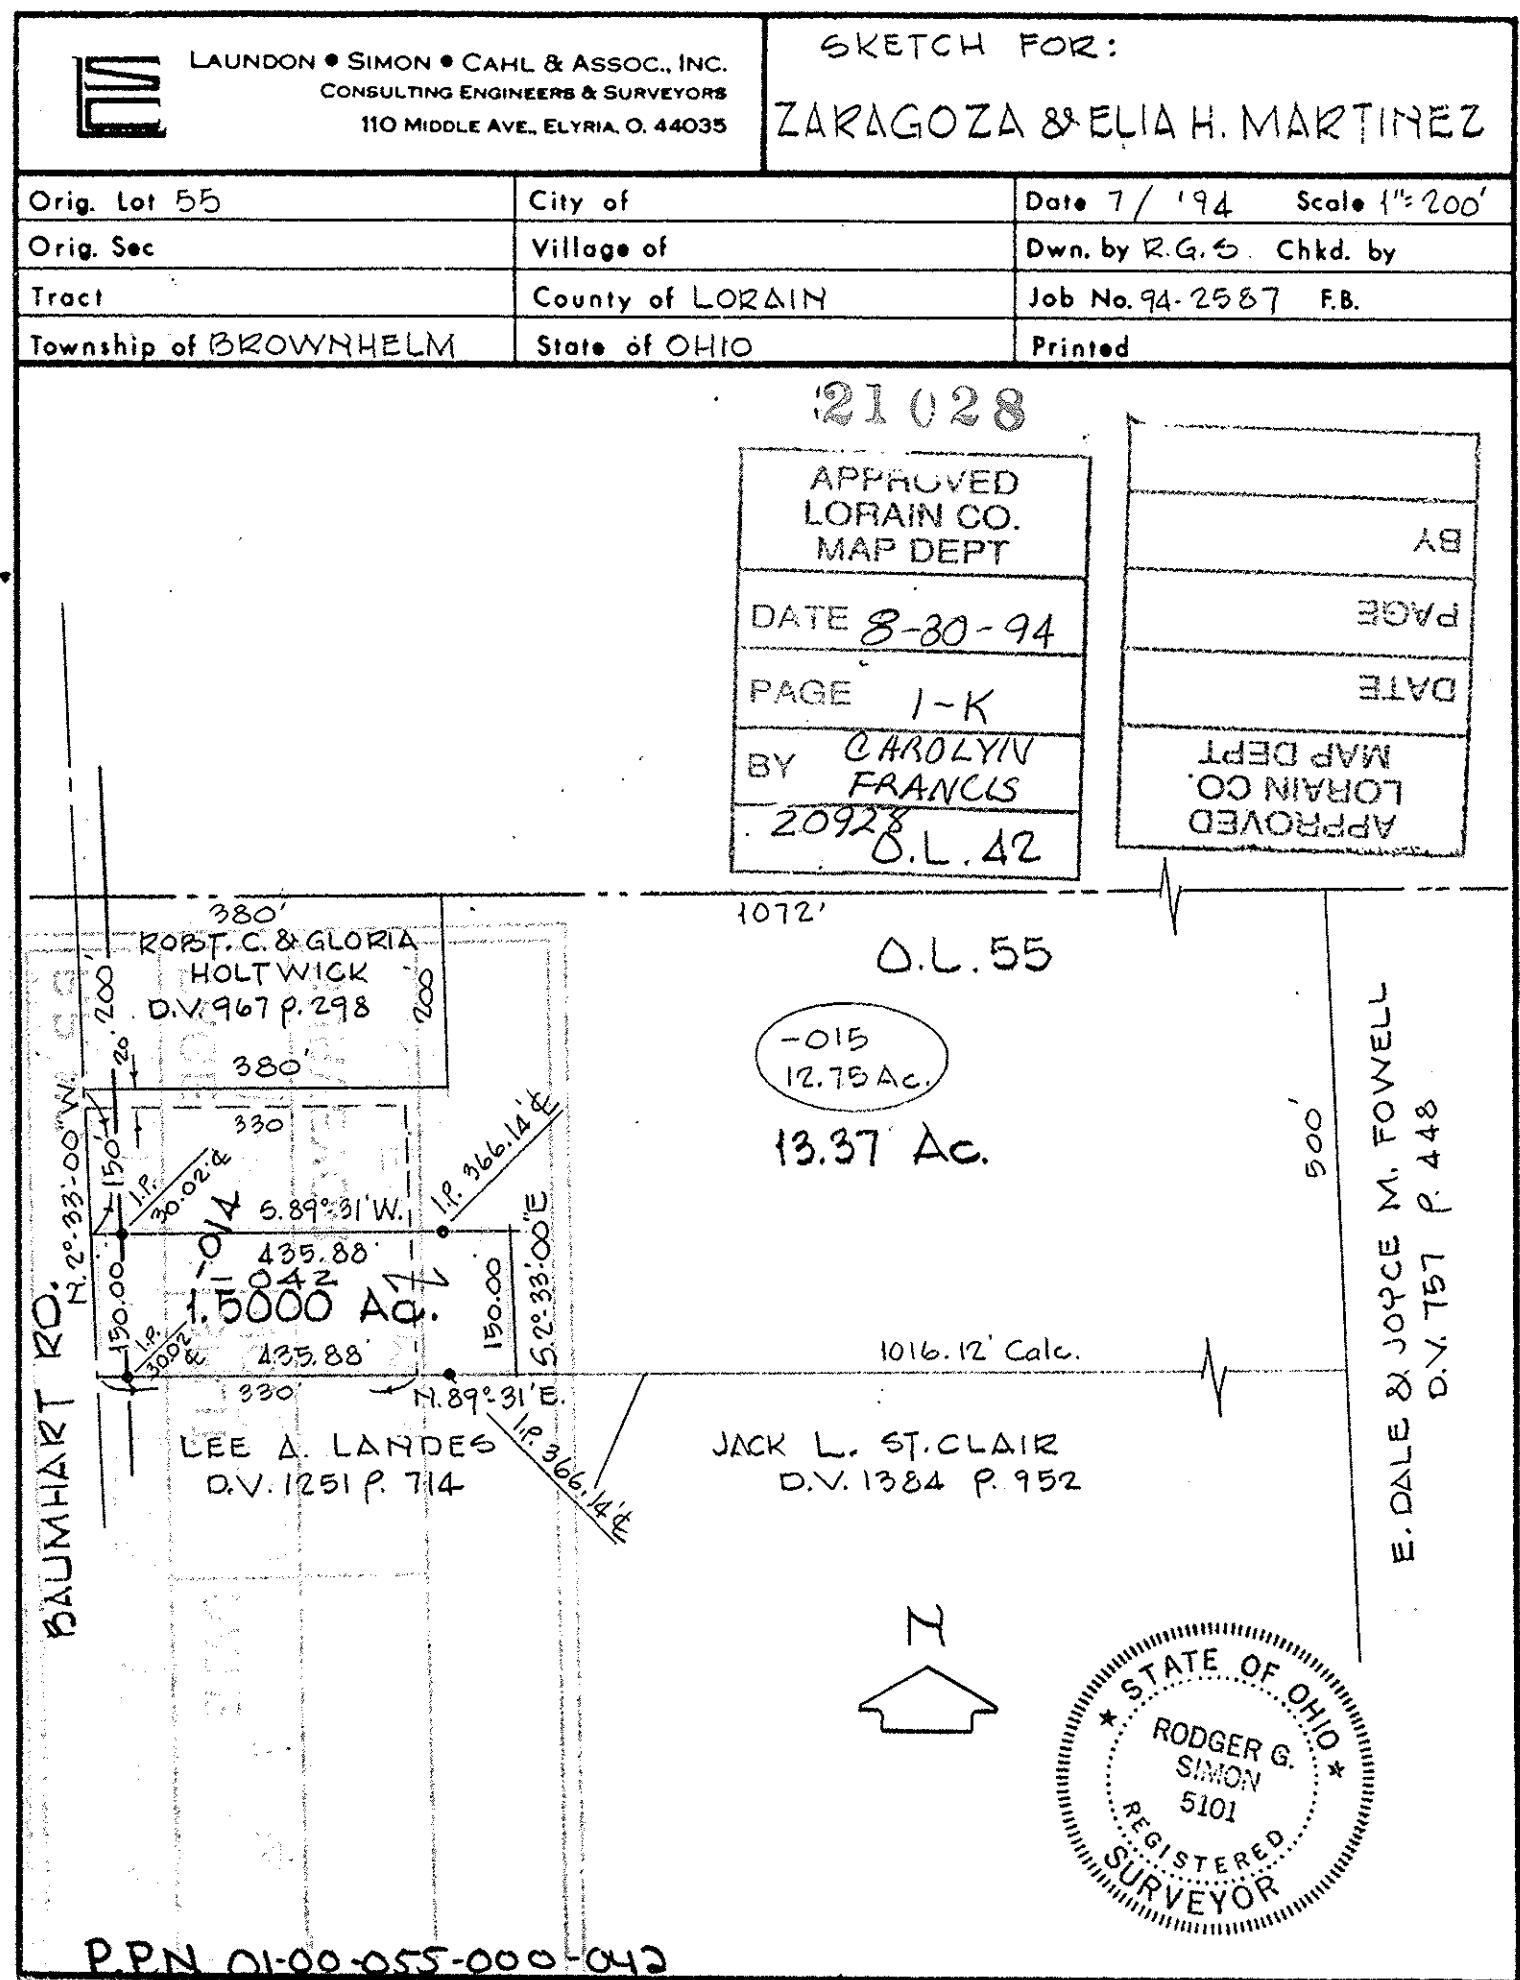 LAUNDON • SIMON • CAHL & ASSOC., INC.
CONSULTING ENGINEERS & SURVEYORS
110 MIDDLE AVE., ELYRIA, O. 44035
SKETCH FOR:
ZARAGOZA & ELIA H. MARTINEZ
Orig. Lot 55
City of
Date 7/ '94 Scale 1"=200'
Orig. Sec
Village of
Dwn. by R.G.S. Chkd. by
Tract
County of LORAIN
Job No. 94-2587 F.B.
Township of BROWNHELM
State of OHIO
Printed
21028
APPROVED
LORAIN CO.
MAP DEPT
DATE 8-30-94
PAGE 1-K
BY CAROLYN
FRANCIS
20928
O.L. 42
APPROVED
LORAIN CO.
MAP DEPT
DATE
PAGE
BY
380'
1072'
ROBT. C. & GLORIA
HOLTWICK
D.V. 967 P. 298
200'
200'
O.L. 55
20'
380'
-015
12.75 Ac.
13.37 Ac.
500'
E. DALE & JOYCE M. FOWELL
D.V. 757 P. 448
330
N. 2°-33'-00" W.
150'
I.P.
30.02' ℄
I.P. 366.14' ℄
S. 89°-31' W.
435.88'
-014
-042
1.5000 Ac.
150.00
150.00
S. 2°-33'-00" E
I.P.
30.02
℄
435.88'
1016.12' Calc.
330'
N. 89°-31' E.
I.P. 366.14' ℄
LEE A. LANDES
D.V. 1251 P. 714
JACK L. ST. CLAIR
D.V. 1384 P. 952
BAUMHART RD.
N
STATE OF OHIO
RODGER G.
SIMON
5101
REGISTERED
SURVEYOR
P.P.N 01-00-055-000-042